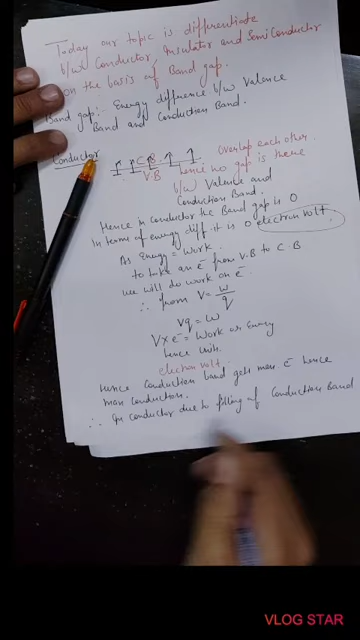 Today our topic is differentiate
b/w Conductor, Insulator and Semiconductor
on the basis of Band gap.
Band gap: Energy difference b/w Valence
Band and Conduction Band.
Conductor
C.B.
V.B
Overlap each other.
hence no gap is there
b/w Valence and
Conduction Band.
Hence in conductor the Band gap is 0
In terms of energy diff. it is 0 electron volt
As Energy = Work.
to take an e⁻ from V.B to C.B
we will do work on e⁻.
∴ from V = W/q
Vq = W
V x e⁻ = Work or Energy
hence unit.
electron volt.
Hence Conduction band gets more e⁻ hence
more conduction.
∴ In conductor due to filling of Conduction Band
VLOG STAR